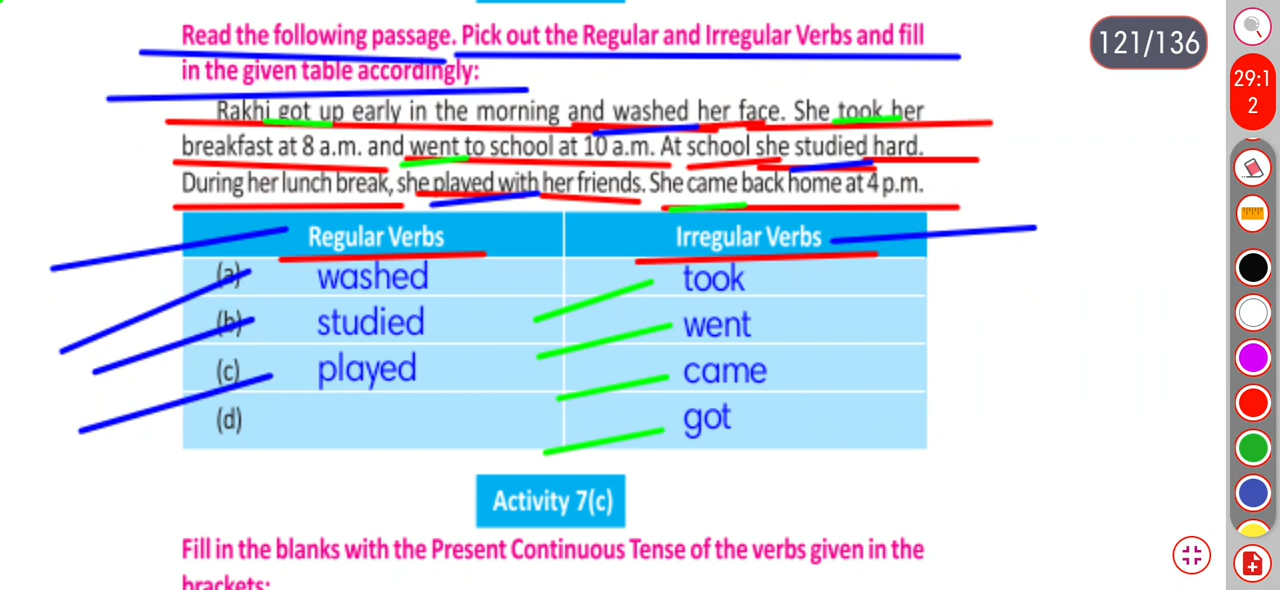 Read the following passage. Pick out the Regular and Irregular Verbs and fill
in the given table accordingly:
Rakhi got up early in the morning and washed her face. She took her
breakfast at 8 a.m. and went to school at 10 a.m. At school she studied hard.
During her lunch break, she played with her friends. She came back home at 4 p.m.
Regular Verbs Irregular Verbs
(a) washed took
(b) studied went
(c) played came
(d) got
Activity 7(c)
Fill in the blanks with the Present Continuous Tense of the verbs given in the
brackets:
121/136
29:1
2